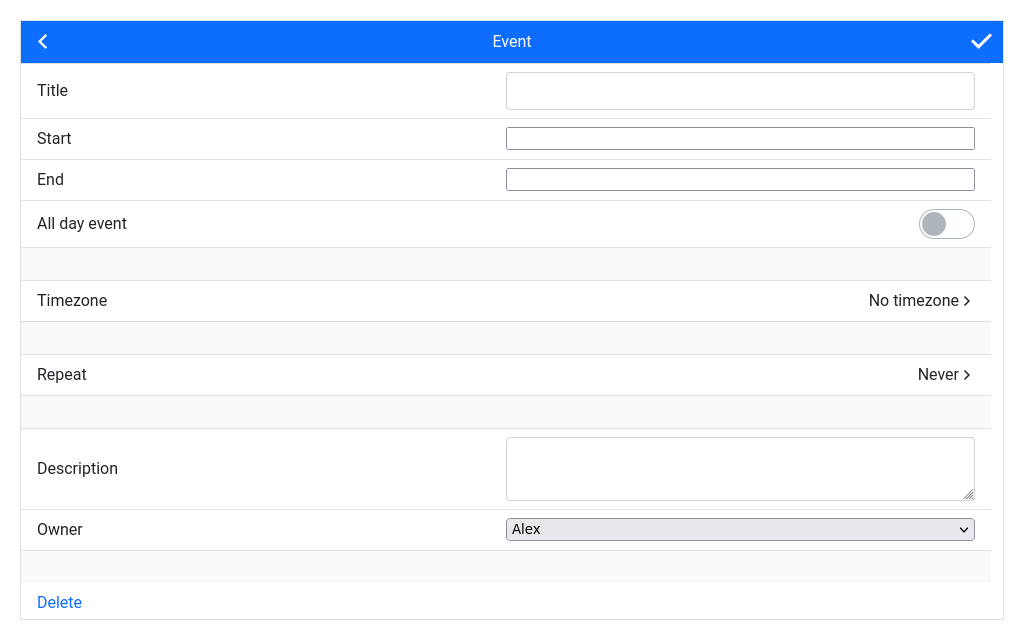 Event
Title
Start
End
All day event
Timezone No timezone
Repeat Never
Description
Owner Alex
Delete